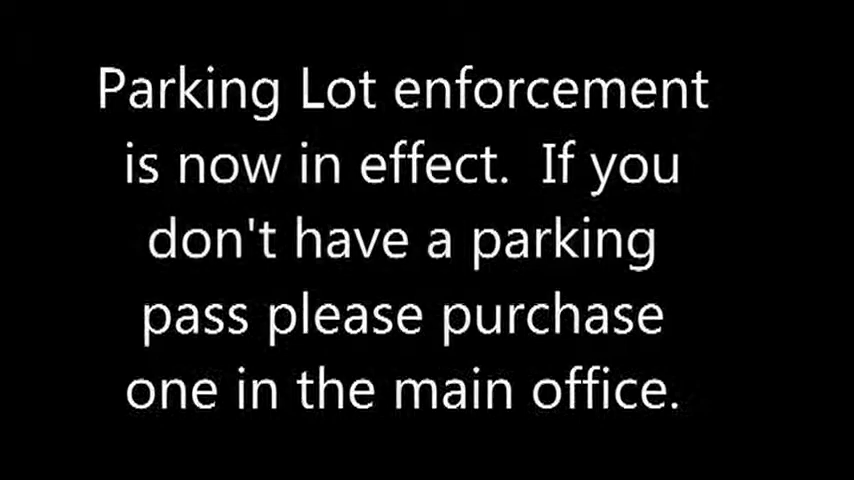 Parking Lot enforcement
is now in effect.  If you
don't have a parking
pass please purchase
one in the main office.